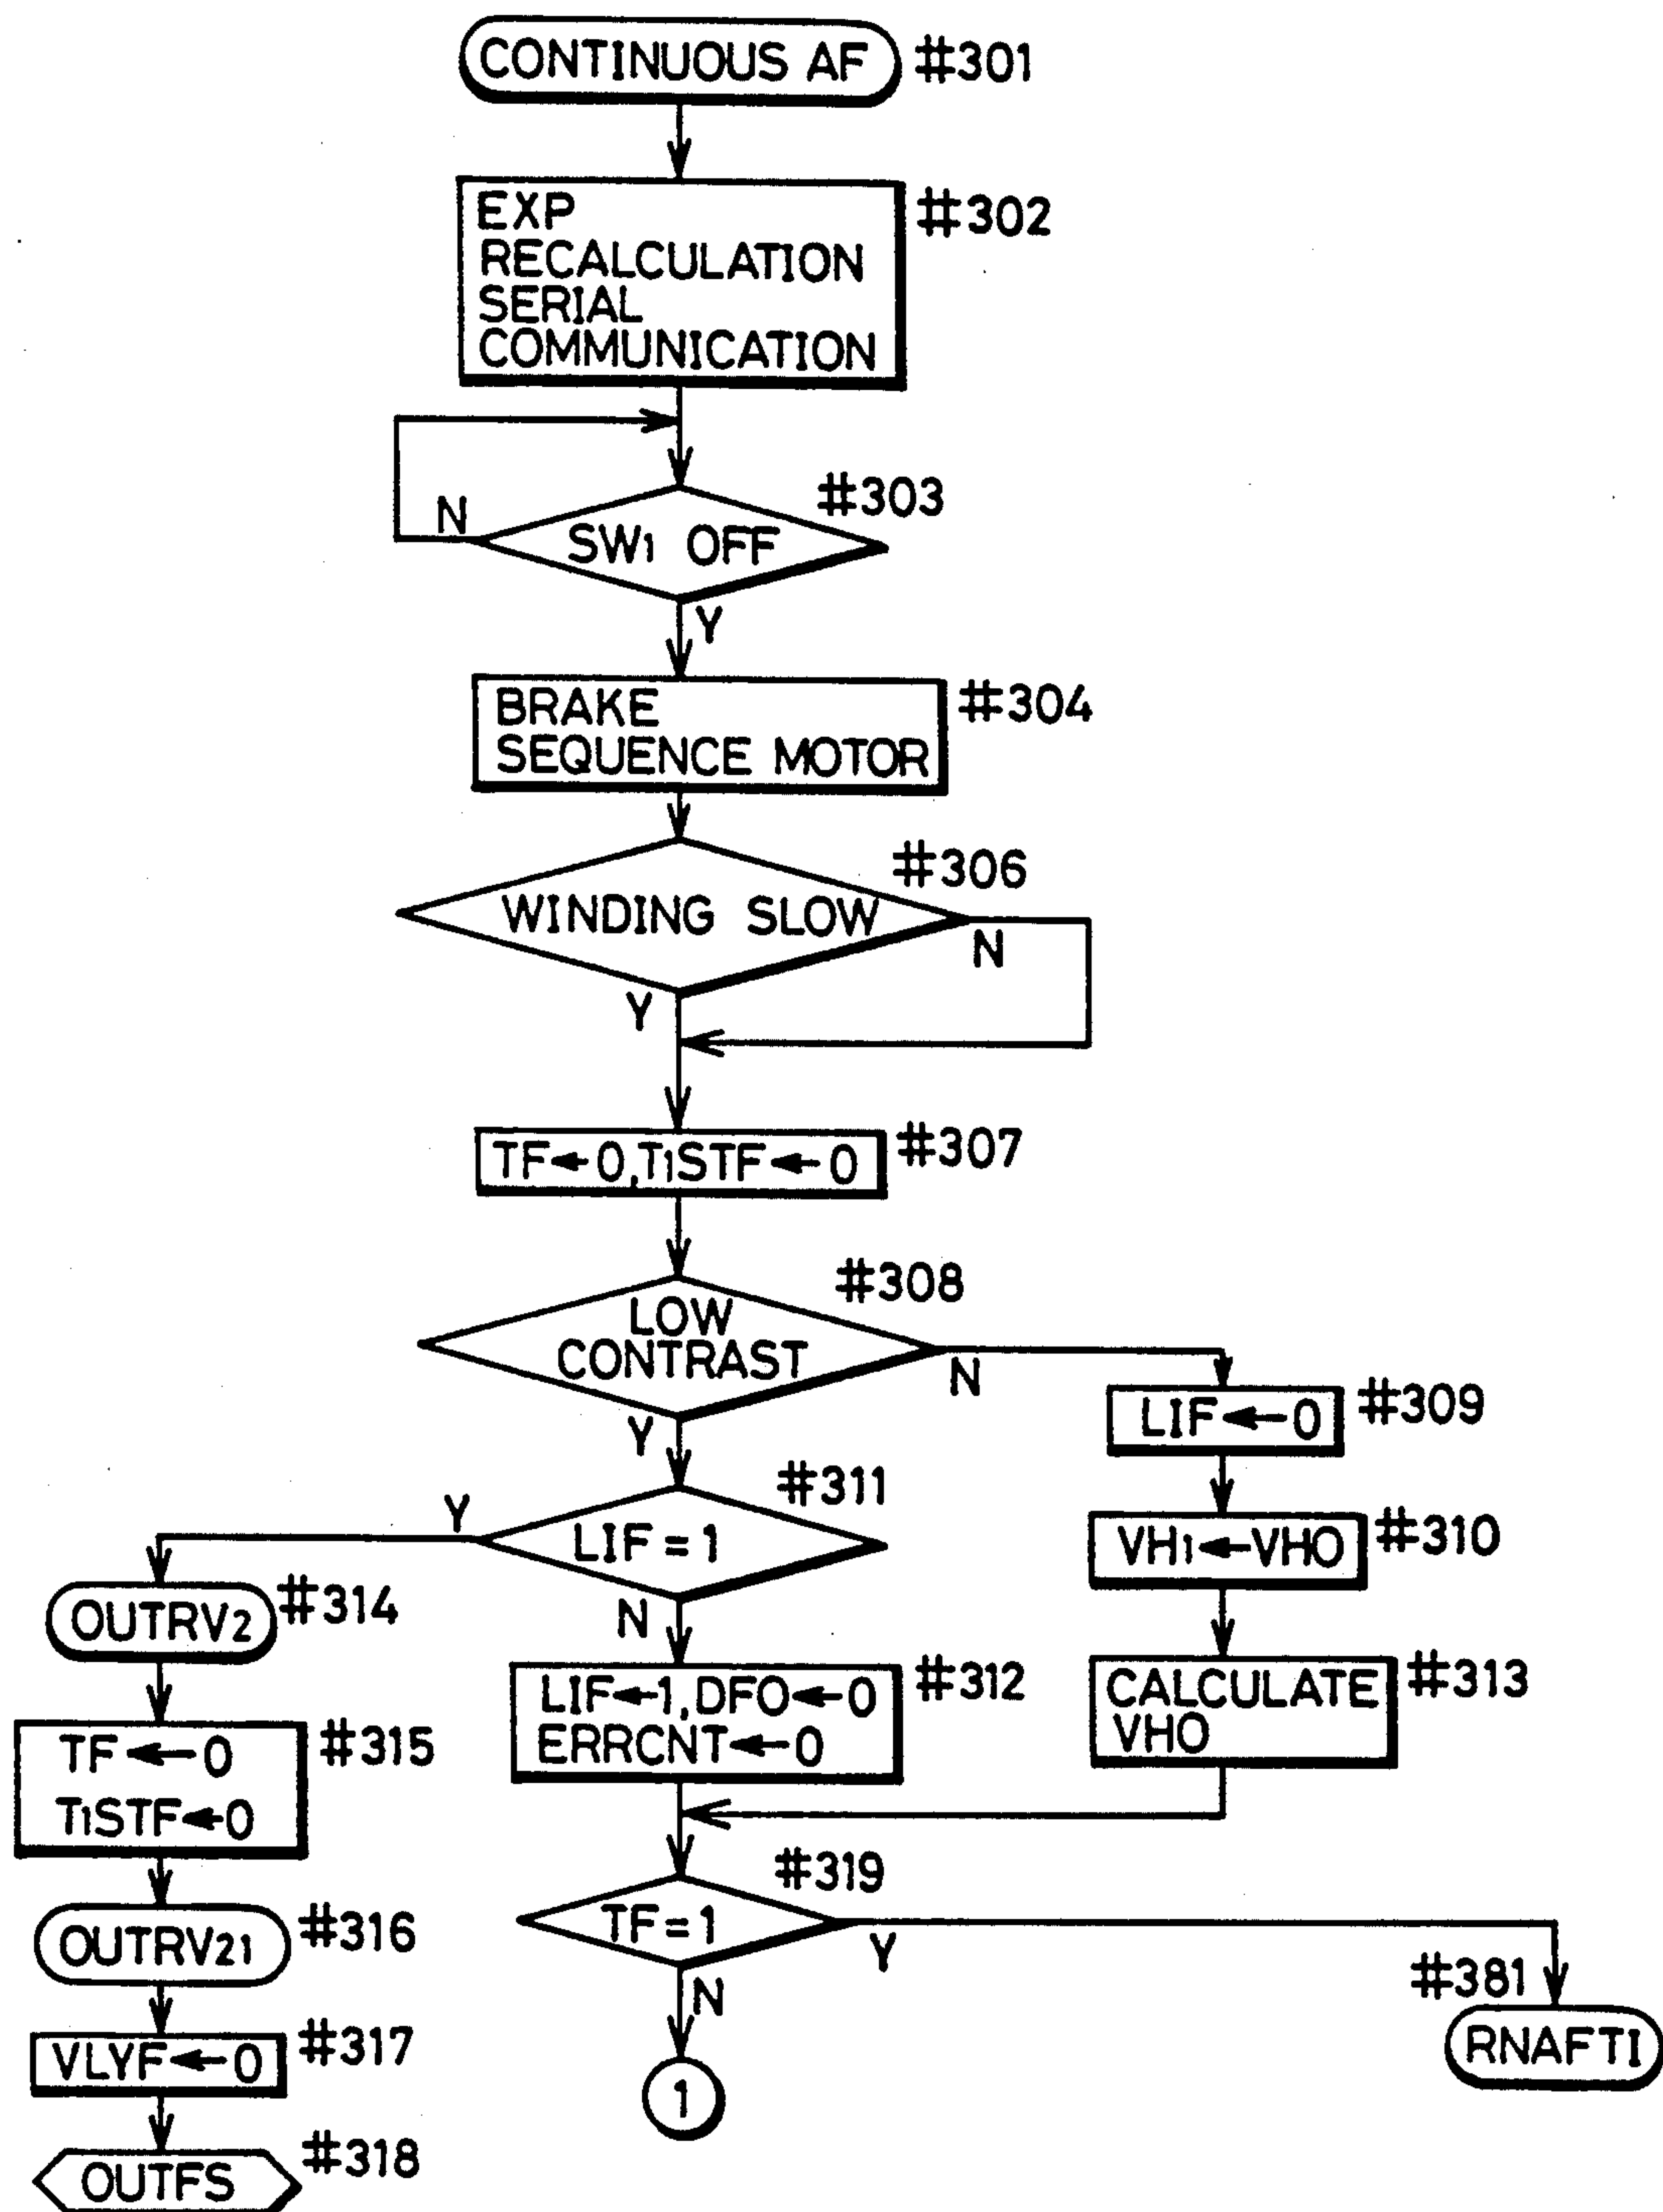 CONTINUOUS AF #301
EXP #302
RECALCULATION
SERIAL
COMMUNICATION
#303
N
SW1 OFF
Y
BRAKE #304
SEQUENCE MOTOR
#306
WINDING SLOW
N
Y
TF←0,T1STF←0 #307
#308
LOW
CONTRAST
N
Y
LIF←0 #309
#311
Y
LIF=1
N
VH1←VHO #310
OUTRV2 #314
LIF←1,DFO←0 #312
ERRCNT←0
CALCULATE #313
VHO
TF←0 #315
T1STF←0
#319
TF=1
Y
N
OUTRV21 #316
#381
RNAFTI
VLYF←0 #317
1
OUTFS #318